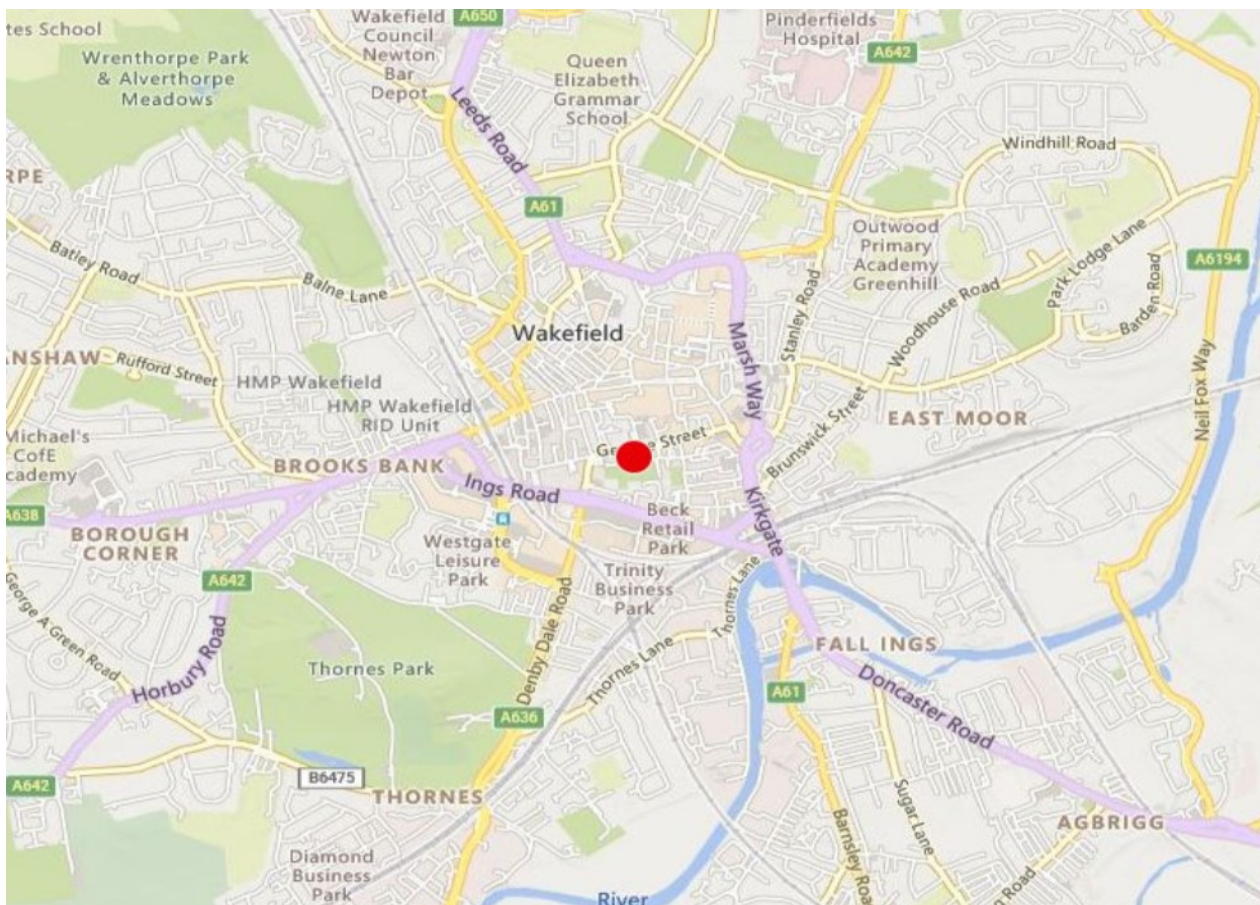 tes School
Wrenthorpe Park
& Alverthorpe
Meadows
Wakefield
Council
Newton
Bar
Depot
A650
Queen
Elizabeth
Grammar
School
Pinderfields
Hospital
A642
Leeds Road
Windhill Road
RPE
A61
Outwood
Primary
Academy
Greenhill
Park Lodge Lane
A6194
Batley Road
Balne Lane
Stanley Road
Woodhouse Road
Barden Road
Wakefield
Marsh Way
ANSHAW
Rufford Street
HMP Wakefield
HMP Wakefield
RID Unit
EAST MOOR
Neil Fox Way
Michael's
CofE
cademy
BROOKS BANK
Ge
e Street
Brunswick Street
Ings Road
Kirkgate
A638
BOROUGH
CORNER
Beck
Retail
Park
Westgate
Leisure
Park
Trinity
Business
Park
A642
George A Green Road
Horbury Road
Thornes Park
Denby Dale Road
Thornes Lane
Thornes Lane
FALL INGS
A61
Doncaster Road
A636
A642
B6475
THORNES
Sugar Lane
Barnsley Road
AGBRIGG
Diamond
Business
Park
River
Road